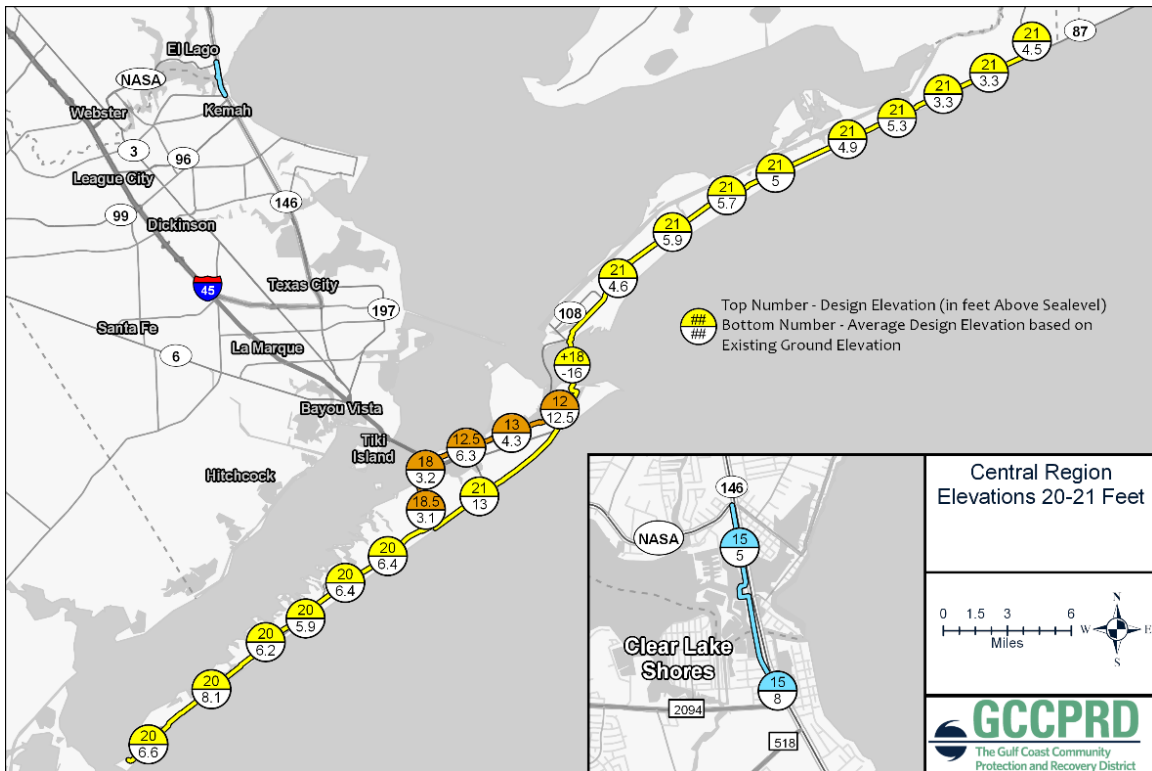 El Lago
NASA
Webster
Kemah
3
96
League City
146
99
Dickinson
45
Texas City
197
Santa Fe
6
La Marque
Bayou Vista
Tiki
Island
Hitchcock
108
87
21
4.5
21
3.3
21
3.3
21
5.3
21
4.9
21
5
21
5.7
21
5.9
21
4.6
+18
-16
12
12.5
13
4.3
12.5
6.3
18
3.2
18.5
3.1
21
13
20
6.4
20
6.4
20
5.9
20
6.2
20
8.1
20
6.6
##
##
Top Number - Design Elevation (in feet Above Sealevel)
Bottom Number - Average Design Elevation based on
Existing Ground Elevation
146
NASA
15
5
Clear Lake
Shores
15
8
2094
518
Central Region
Elevations 20-21 Feet
0 1.5 3 6
Miles
N
W E
S
GCCPRD
The Gulf Coast Community
Protection and Recovery District